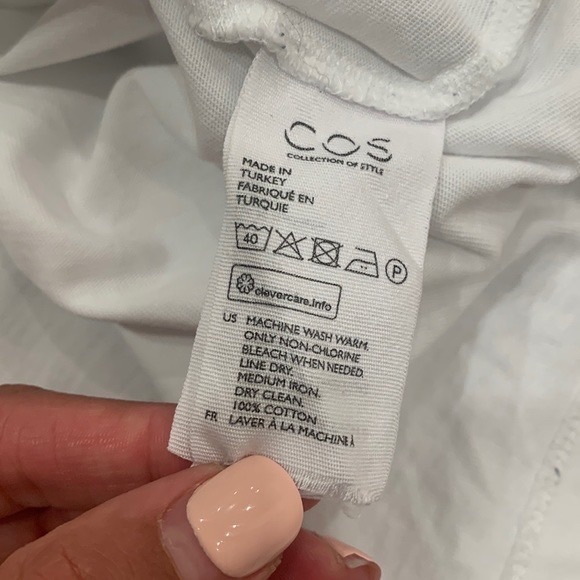 COS
COLLECTION OF STYLE
MADE IN
TURKEY
FABRIQUÉ EN
TURQUIE
40
P
clevercare.info
US MACHINE WASH WARM.
ONLY NON-CHLORINE
BLEACH WHEN NEEDED.
LINE DRY.
MEDIUM IRON.
DRY CLEAN.
100% COTTON
FR LAVER À LA MACHINE À